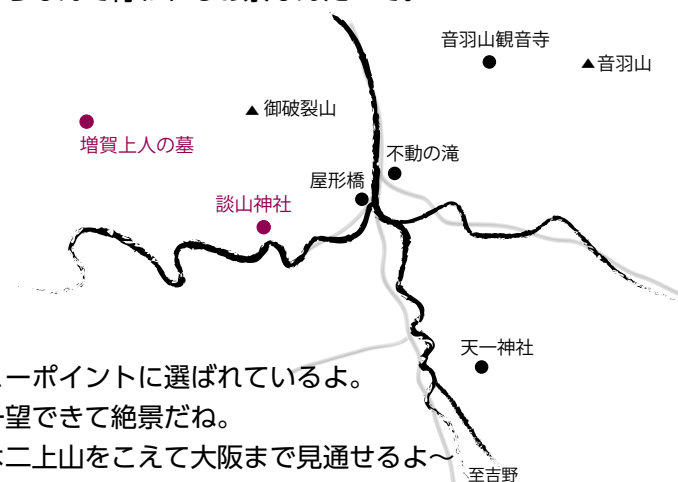 音羽山観音寺
音羽山
御破裂山
増賀上人の墓
不動の滝
屋形橋
談山神社
天一神社
ーポイントに選ばれているよ。
望できて絶景だね。
二上山をこえて大阪まで見通せるよ～
至吉野